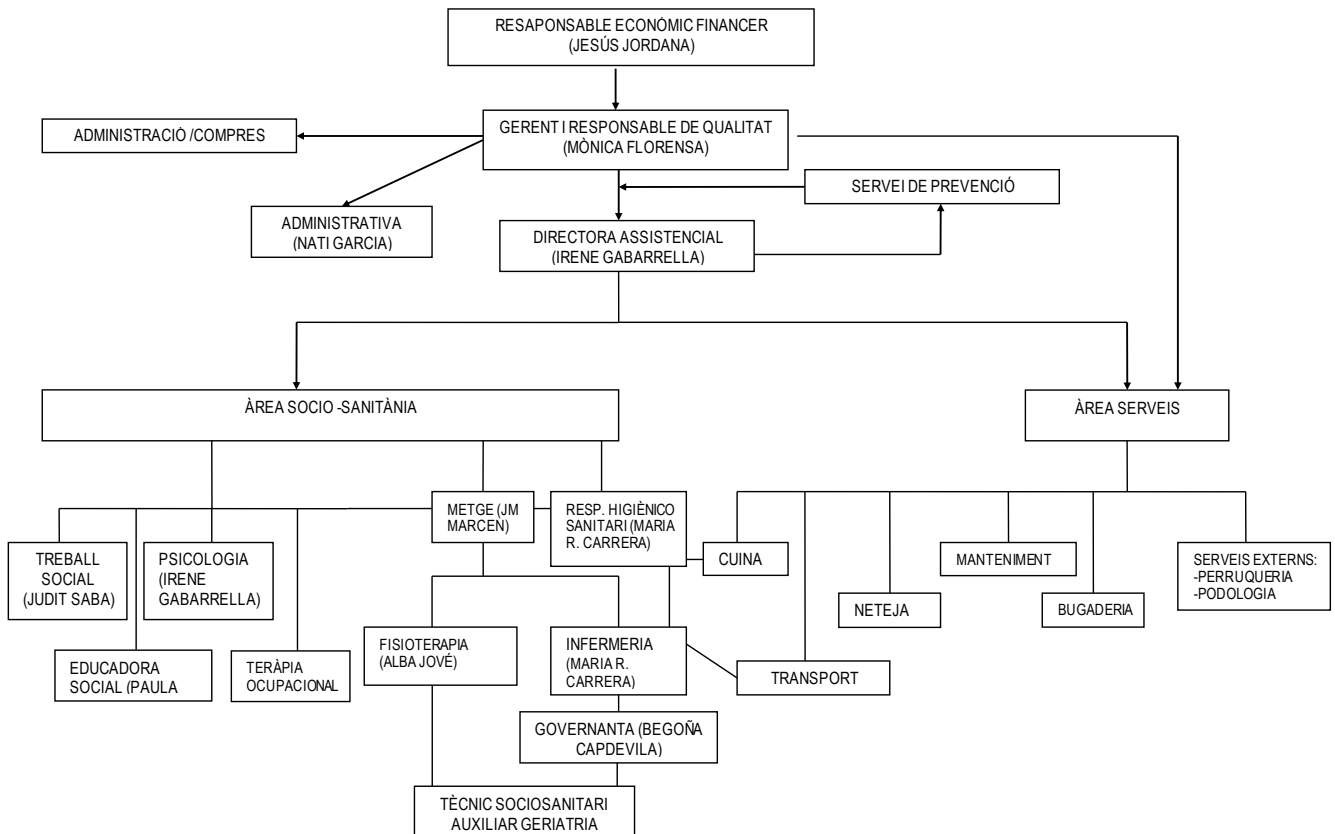 RESAPONSABLE ECONÓMIC FINANCER
(JESÚS JORDANA)
ADMINISTRACIÓ /COMPRES
GERENT I RESPONSABLE DE QUALITAT
(MÒNICA FLORENSA)
SERVEI DE PREVENCIÓ
ADMINISTRATIVA
(NATI GARCIA)
DIRECTORA ASSISTENCIAL
(IRENE GABARRELLA)
ÀREA SOCIO -SANITÀNIA
ÀREA SERVEIS
METGE (JM
MARCEN)
RESP. HIGIÈNICO
SANITARI (MARIA
R. CARRERA)
TREBALL
SOCIAL
(JUDIT SABA)
PSICOLOGIA
(IRENE
GABARRELLA)
CUINA
MANTENIMENT
SERVEIS EXTERNS:
-PERRUQUERIA
-PODOLOGIA
NETEJA
BUGADERIA
EDUCADORA
SOCIAL (PAULA
TERÀPIA
OCUPACIONAL
FISIOTERAPIA
(ALBA JOVÉ)
INFERMERIA
(MARIA R.
CARRERA)
TRANSPORT
GOVERNANTA (BEGOÑA
CAPDEVILA)
TÈCNIC SOCIOSANITARI
AUXILIAR GERIATRIA